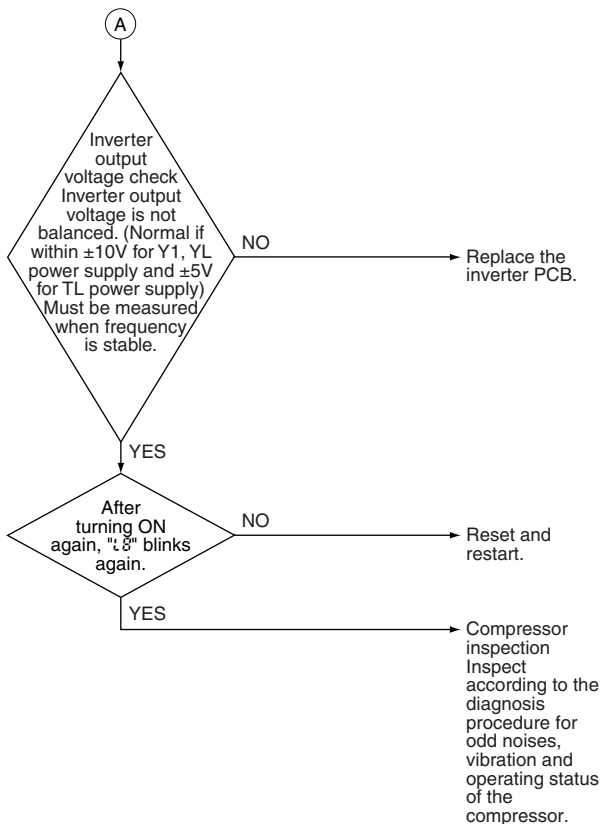 A
Inverter
output
voltage check
Inverter output
voltage is not
balanced. (Normal if
within ±10V for Y1, YL
power supply and ±5V
for TL power supply)
Must be measured
when frequency
is stable.
NO
Replace the
inverter PCB.
YES
After
turning ON
again, "L8" blinks
again.
NO
Reset and
restart.
YES
Compressor
inspection
Inspect
according to the
diagnosis
procedure for
odd noises,
vibration and
operating status
of the
compressor.